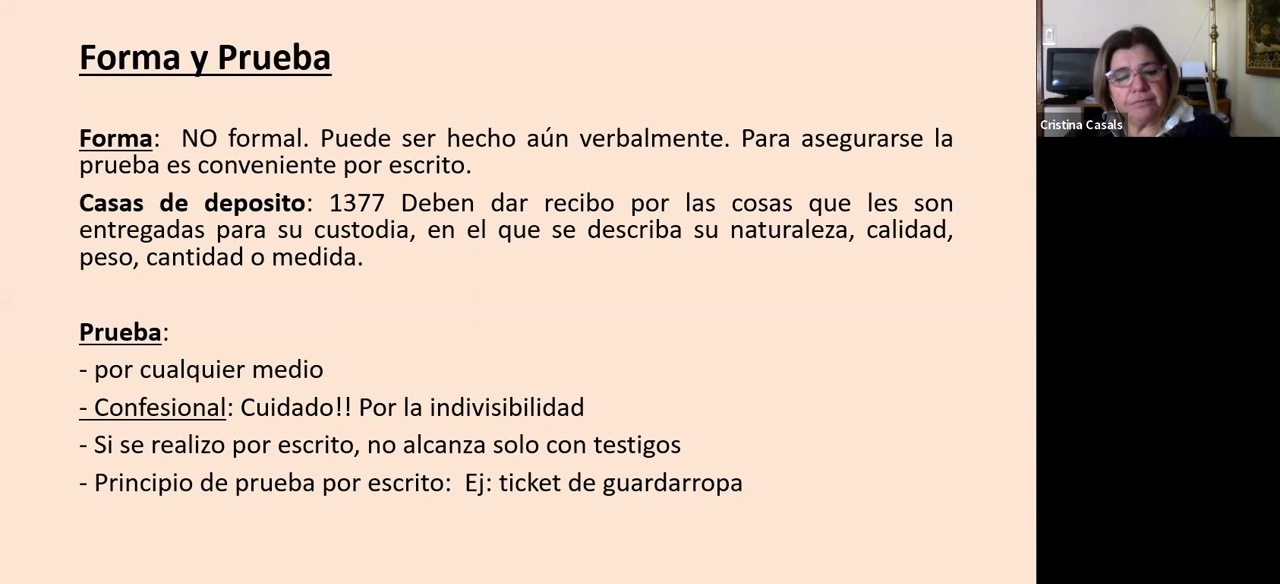 Forma y Prueba
Forma: NO formal. Puede ser hecho aún verbalmente. Para asegurarse la
prueba es conveniente por escrito.
Casas de deposito: 1377 Deben dar recibo por las cosas que les son
entregadas para su custodia, en el que se describa su naturaleza, calidad,
peso, cantidad o medida.
Prueba:
- por cualquier medio
- Confesional: Cuidado!! Por la indivisibilidad
- Si se realizo por escrito, no alcanza solo con testigos
- Principio de prueba por escrito: Ej: ticket de guardarropa
Cristina Casals